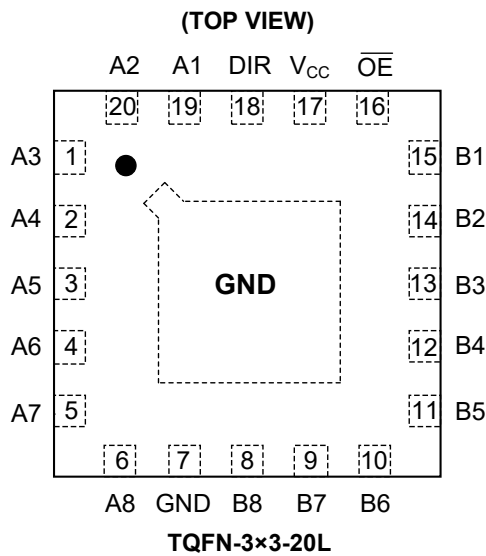 (TOP VIEW)
A2 A1 DIR V_CC O̅E̅
20 19 18 17 16
A3 1 15 B1
A4 2 14 B2
A5 3 GND 13 B3
A6 4 12 B4
A7 5 11 B5
6 7 8 9 10
A8 GND B8 B7 B6
TQFN-3×3-20L